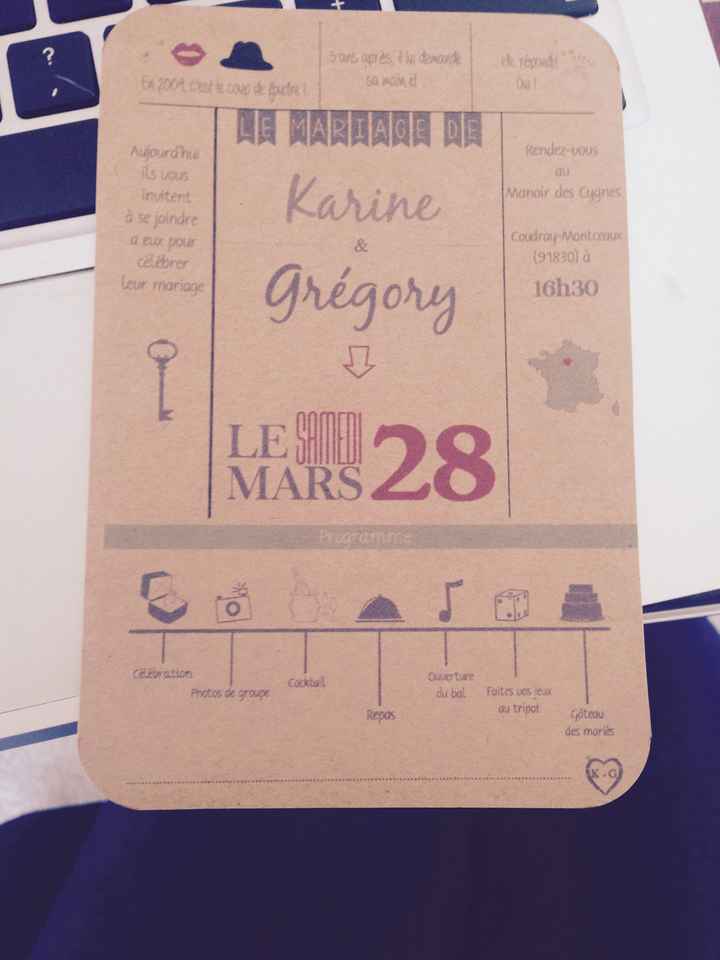 ?
En 2009, c'est le coup de foudre !
5 ans après, il lui demande
sa main et
elle répondit
Oui !
LE MARIAGE DE
Aujourd'hui
ils vous
invitent
à se joindre
a eux pour
célébrer
leur mariage
Karine
&
Grégory
Rendez-vous
au
Manoir des Cygnes
Coudray-Montceaux
(91830) à
16h30
LE SAMEDI 28
MARS
Programme
Célébration
Photos de groupe
Cocktail
Repas
Ouverture
du bal
Faites vos jeux
au tripot
Gâteau
des mariés
K.G